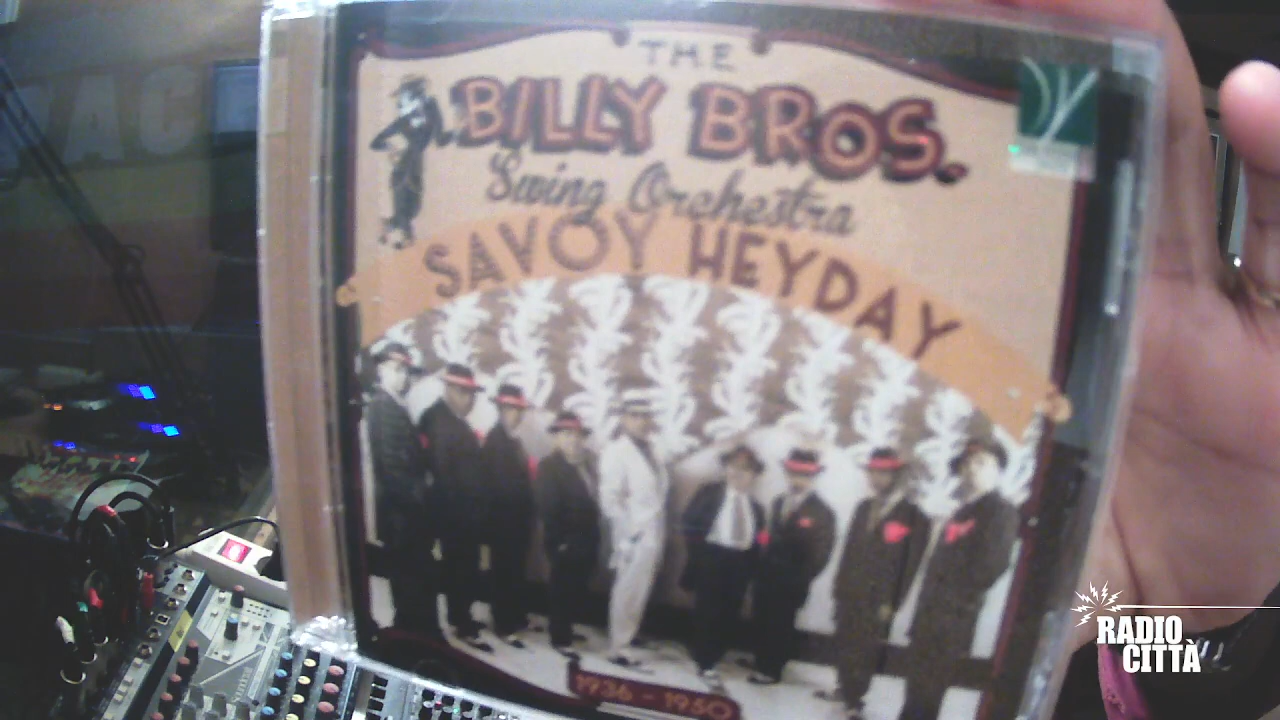 THE
BILLY BROS.
Swing Orchestra
SAVOY HEYDAY
1936 - 1950
RADIO
CITTÀ